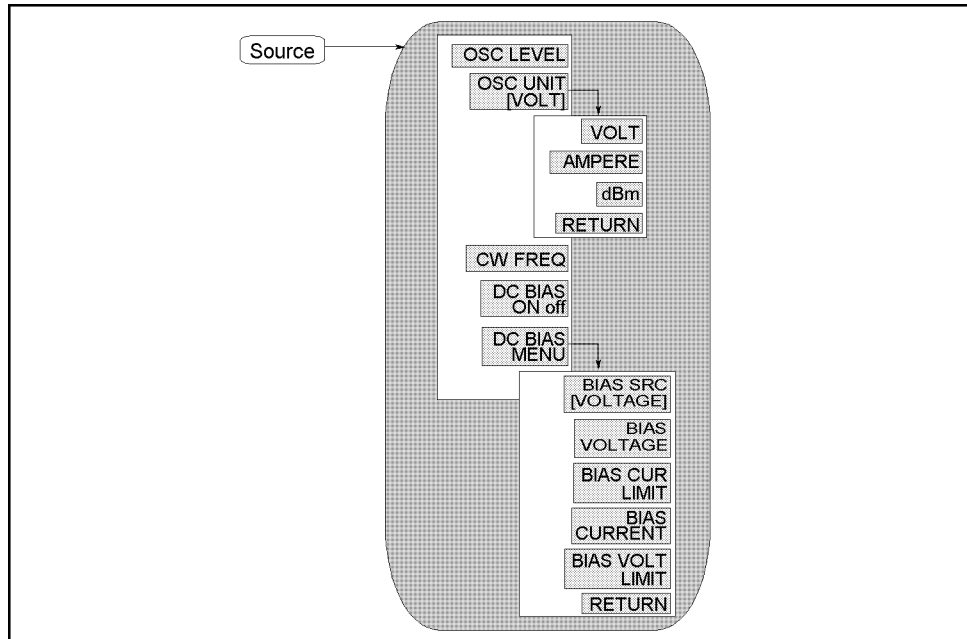 Source
OSC LEVEL
OSC UNIT
[VOLT]
VOLT
AMPERE
dBm
RETURN
CW FREQ
DC BIAS
ON off
DC BIAS
MENU
BIAS SRC
[VOLTAGE]
BIAS
VOLTAGE
BIAS CUR
LIMIT
BIAS
CURRENT
BIAS VOLT
LIMIT
RETURN